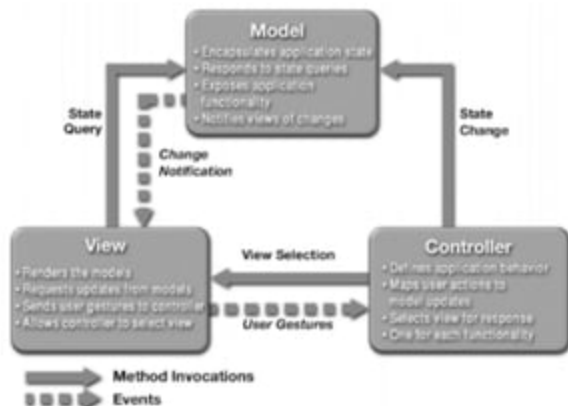 Model
• Encapsulates application state
• Responds to state queries
• Exposes application
functionality
• Notifies views of changes
State
Query
Change
Notification
State
Change
View
• Renders the models
• Requests updates from models
• Sends user gestures to controller
• Allows controller to select view
View Selection
User Gestures
Controller
• Defines application behavior
• Maps user actions to
model updates
• Selects view for response
• One for each functionality
Method Invocations
Events